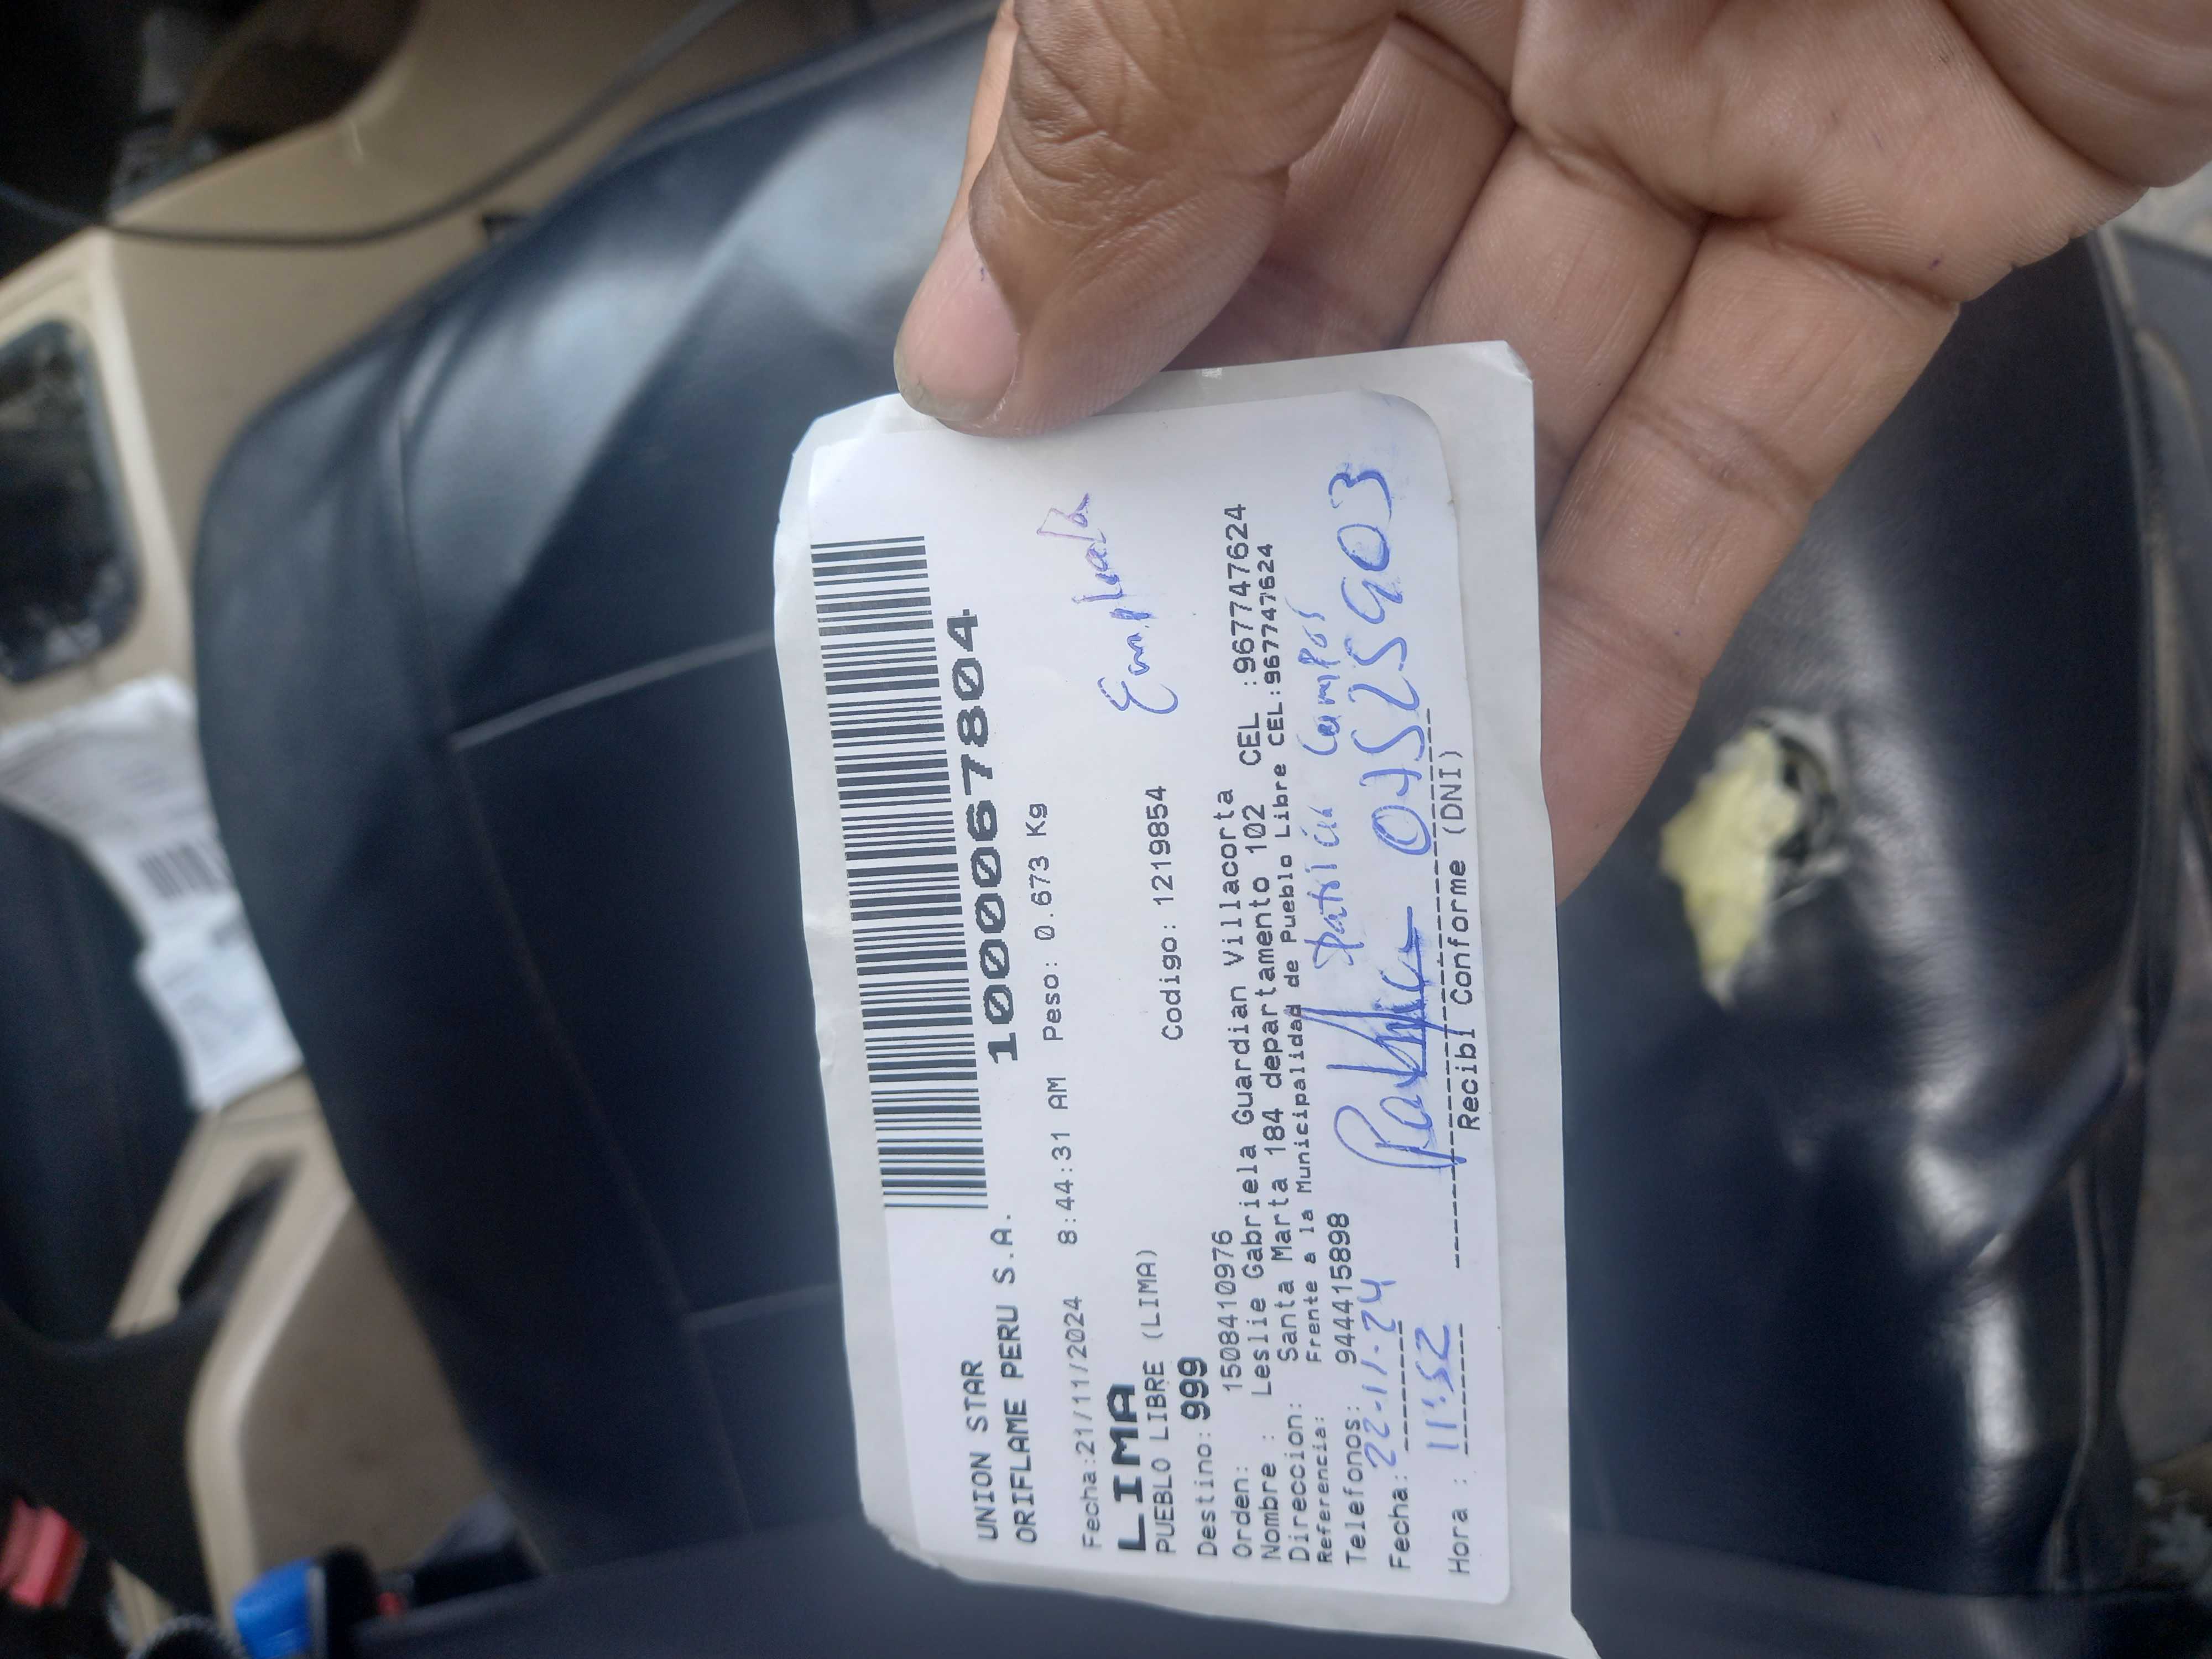 UNION STAR
ORIFLAME PERU S.A.
1000067804
Fecha:21/11/2024 8:44:31 AM Peso: 0.673 Kg
LIMA
PUEBLO LIBRE (LIMA) Codigo: 1219854
Empleada
Destino: 999
Orden: 1508410976
Nombre : Leslie Gabriela Guardian Villacorta
Direccion: Santa Marta 184 departamento 102 CEL :967747624
Referencia: Frente a la Municipalidad de Pueblo Libre CEL:967747624
Telefonos: 944415898 Patricia Campos
Fecha: 22-11-24 Patricia
Hora : 11:52
Recibi Conforme (DNI)